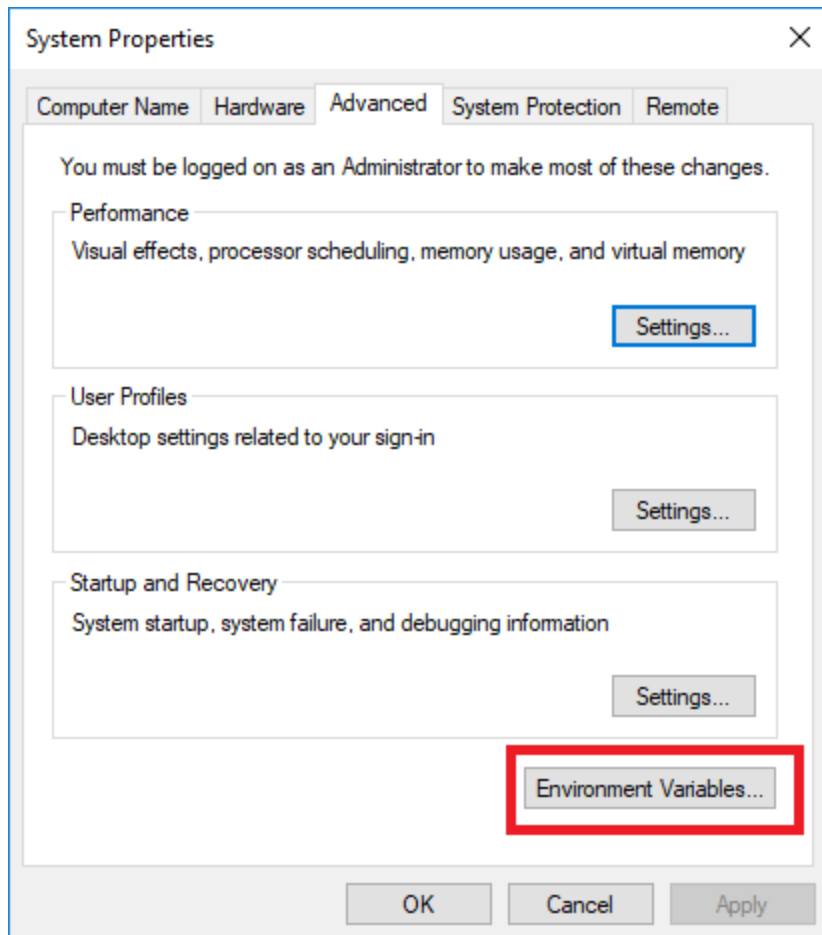 System Properties
Computer Name
Hardware
Advanced
System Protection
Remote
You must be logged on as an Administrator to make most of these changes.
Performance
Visual effects, processor scheduling, memory usage, and virtual memory
Settings...
User Profiles
Desktop settings related to your sign-in
Settings...
Startup and Recovery
System startup, system failure, and debugging information
Settings...
Environment Variables...
OK
Cancel
Apply